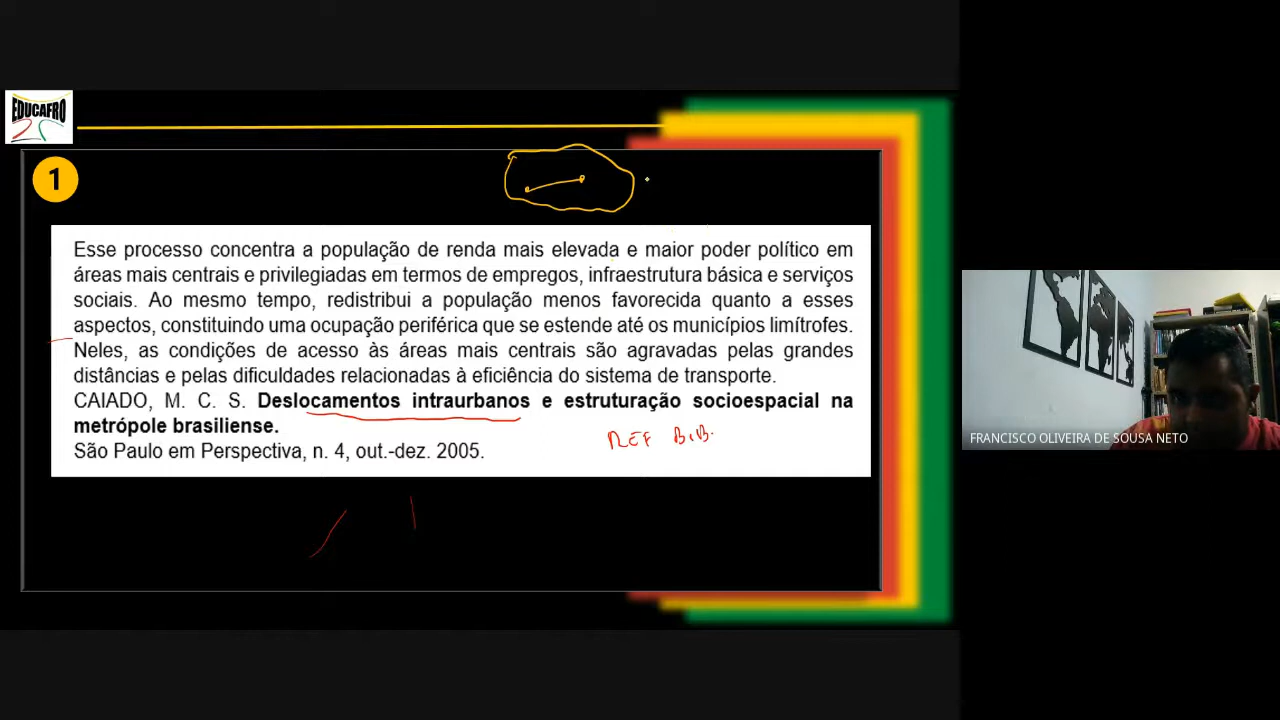 EDUCAFRO
1
Esse processo concentra a população de renda mais elevada e maior poder político em
áreas mais centrais e privilegiadas em termos de empregos, infraestrutura básica e serviços
sociais. Ao mesmo tempo, redistribui a população menos favorecida quanto a esses
aspectos, constituindo uma ocupação periférica que se estende até os municípios limítrofes.
Neles, as condições de acesso às áreas mais centrais são agravadas pelas grandes
distâncias e pelas dificuldades relacionadas à eficiência do sistema de transporte.
CAIADO, M. C. S. Deslocamentos intraurbanos e estruturação socioespacial na
metrópole brasiliense.
REF BIB.
São Paulo em Perspectiva, n. 4, out.-dez. 2005.
FRANCISCO OLIVEIRA DE SOUSA NETO